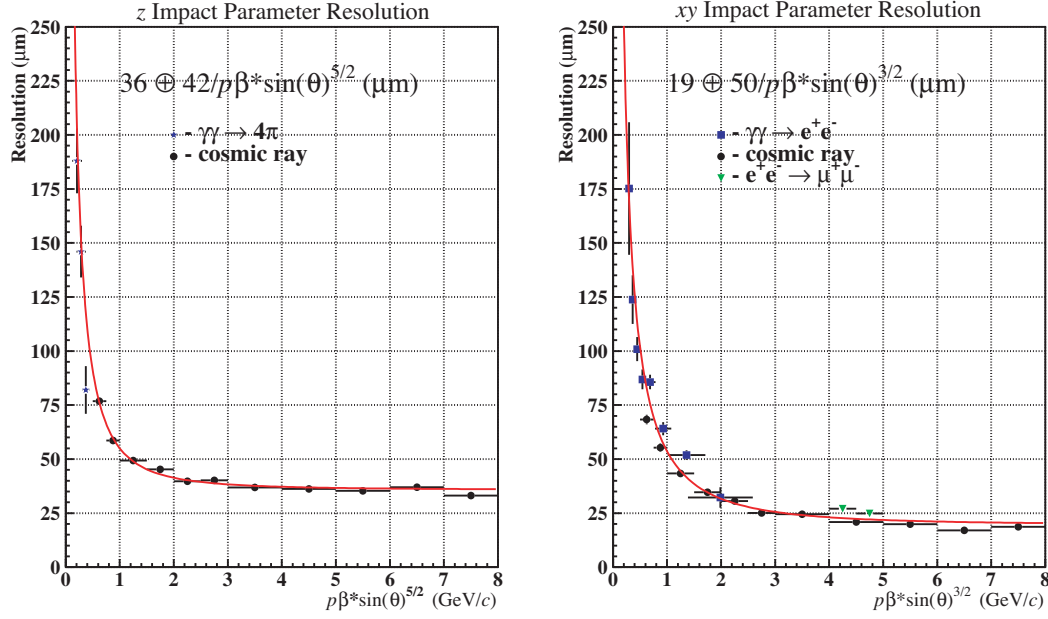 z Impact Parameter Resolution
Resolution (μm)
250
225
200
175
150
125
100
75
50
25
0
36 ⊕ 42/pβ*sin(θ)^5/2 (μm)
- γγ → 4π
- cosmic ray
0 1 2 3 4 5 6 7 8
pβ*sin(θ)^5/2 (GeV/c)
xy Impact Parameter Resolution
Resolution (μm)
250
225
200
175
150
125
100
75
50
25
0
19 ⊕ 50/pβ*sin(θ)^3/2 (μm)
- γγ → e⁺e⁻
- cosmic ray
- e⁺e⁻ → μ⁺μ⁻
0 1 2 3 4 5 6 7 8
pβ*sin(θ)^3/2 (GeV/c)